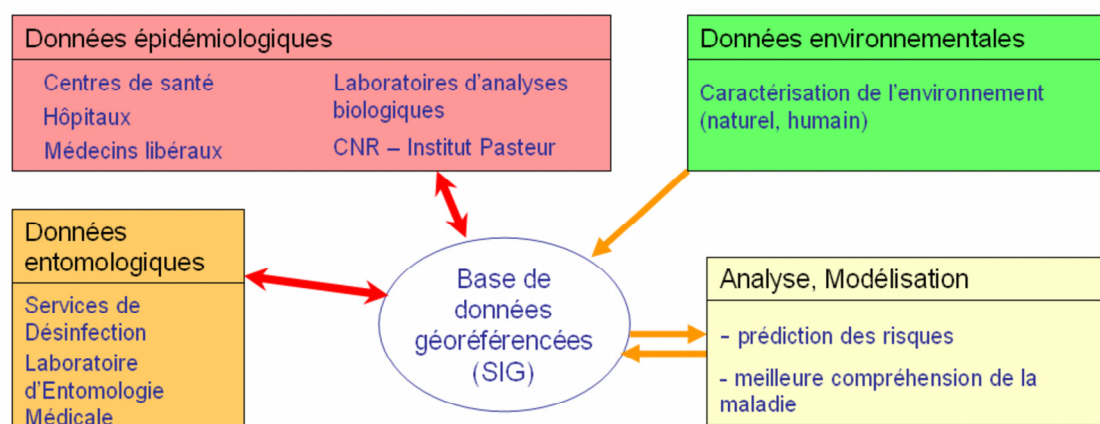 Données épidémiologiques
Centres de santé
Hôpitaux
Médecins libéraux
Laboratoires d'analyses
biologiques
CNR – Institut Pasteur
Données environnementales
Caractérisation de l'environnement
(naturel, humain)
Données
entomologiques
Services de
Désinfection
Laboratoire
d'Entomologie
Médicale
Base de
données
géoréférencées
(SIG)
Analyse, Modélisation
- prédiction des risques
- meilleure compréhension de la
maladie